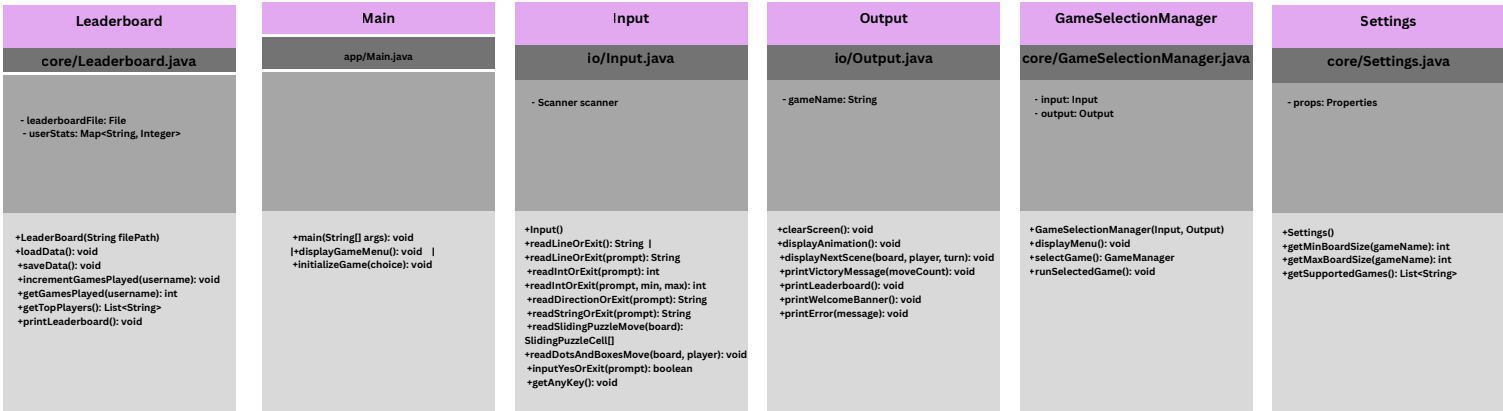 Leaderboard
core/Leaderboard.java
- leaderboardFile: File
- userStats: Map<String, Integer>
+LeaderBoard(String filePath)
+loadData(): void
+saveData(): void
+incrementGamesPlayed(username): void
+getGamesPlayed(username): int
+getTopPlayers(): List<String>
+printLeaderboard(): void
Main
app/Main.java
+main(String[] args): void
|+displayGameMenu(): void |
+initializeGame(choice): void
Input
io/Input.java
- Scanner scanner
+Input()
+readLineOrExit(): String |
+readLineOrExit(prompt): String
+readIntOrExit(prompt): int
+readIntOrExit(prompt, min, max): int
+readDirectionOrExit(prompt): String
+readStringOrExit(prompt): String
+readSlidingPuzzleMove(board):
SlidingPuzzleCell[]
+readDotsAndBoxesMove(board, player): void
+inputYesOrExit(prompt): boolean
+getAnyKey(): void
Output
io/Output.java
- gameName: String
+clearScreen(): void
+displayAnimation(): void
+displayNextScene(board, player, turn): void
+printVictoryMessage(moveCount): void
+printLeaderboard(): void
+printWelcomeBanner(): void
+printError(message): void
GameSelectionManager
core/GameSelectionManager.java
- input: Input
- output: Output
+GameSelectionManager(Input, Output)
+displayMenu(): void
+selectGame(): GameManager
+runSelectedGame(): void
Settings
core/Settings.java
- props: Properties
+Settings()
+getMinBoardSize(gameName): int
+getMaxBoardSize(gameName): int
+getSupportedGames(): List<String>